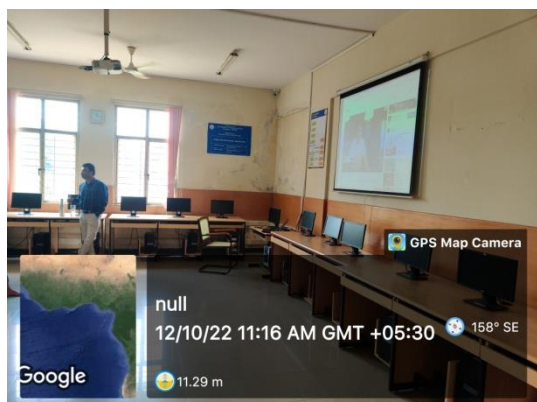 GPS Map Camera
null
12/10/22 11:16 AM GMT +05:30
158° SE
Google
11.29 m